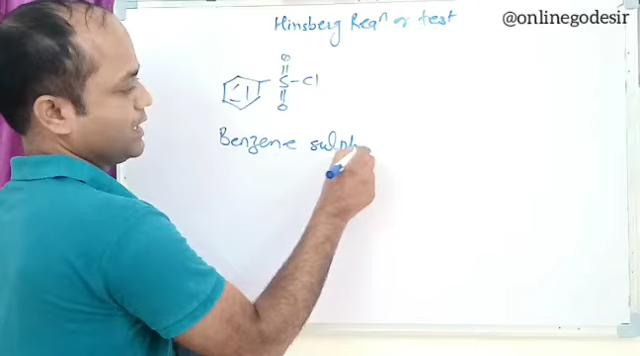 Hinsberg Reaⁿ or test
@onlinegodesir
O
S-Cl
O
Benzene sulph